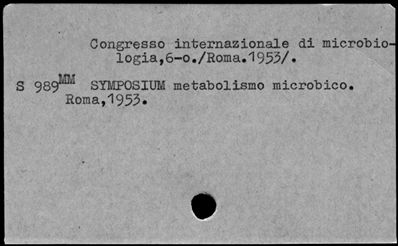 Congresso internazionale di microbio-
logia,6-o./Roma.1953/.
S 989MM SYMPOSIUM metabolismo microbico.
Roma,1953.